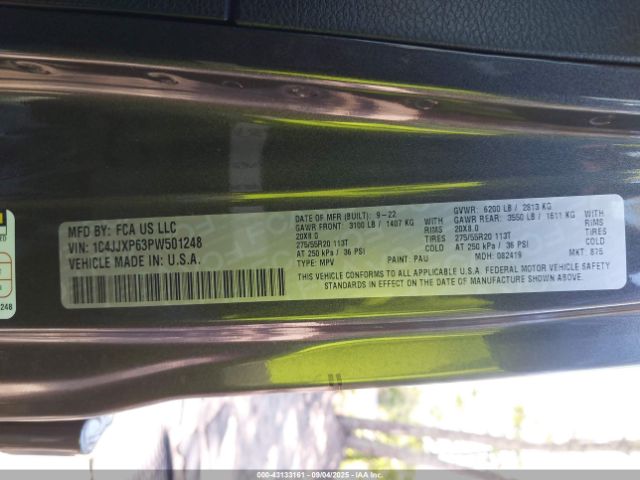 MFD BY: FCA US LLC
VIN: 1C4JJXP63PW501248
VEHICLE MADE IN: U.S.A.
DATE OF MFR (BUILT): 9-22
GAWR FRONT: 3100 LB / 1407 KG
20X8.0 RIMS
275/55R20 113T TIRES
AT 250 kPa / 36 PSI COLD
TYPE: MPV PAINT: PAU
GVWR: 6200 LB / 2813 KG
GAWR REAR: 3550 LB / 1611 KG
20X8.0 RIMS
275/55R20 113T TIRES
AT 250 kPa / 36 PSI COLD
MDH: 082419 MKT: 875
THIS VEHICLE CONFORMS TO ALL APPLICABLE U.S.A. FEDERAL MOTOR VEHICLE SAFETY
STANDARDS IN EFFECT ON THE DATE OF MANUFACTURE SHOWN ABOVE.
248
000-43133161 - 09/04/2025 - IAAI.COM